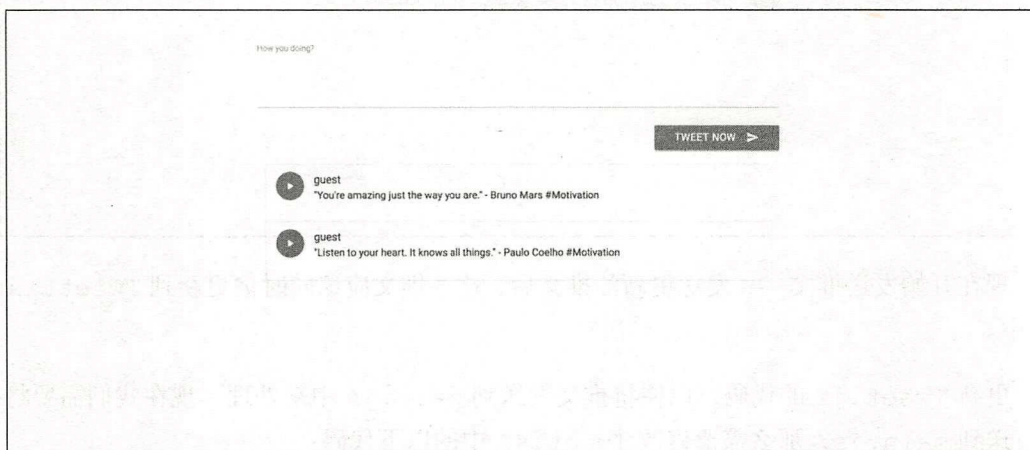 How you doing?
TWEET NOW
guest
"You're amazing just the way you are." - Bruno Mars #Motivation
guest
"Listen to your heart. It knows all things." - Paulo Coelho #Motivation